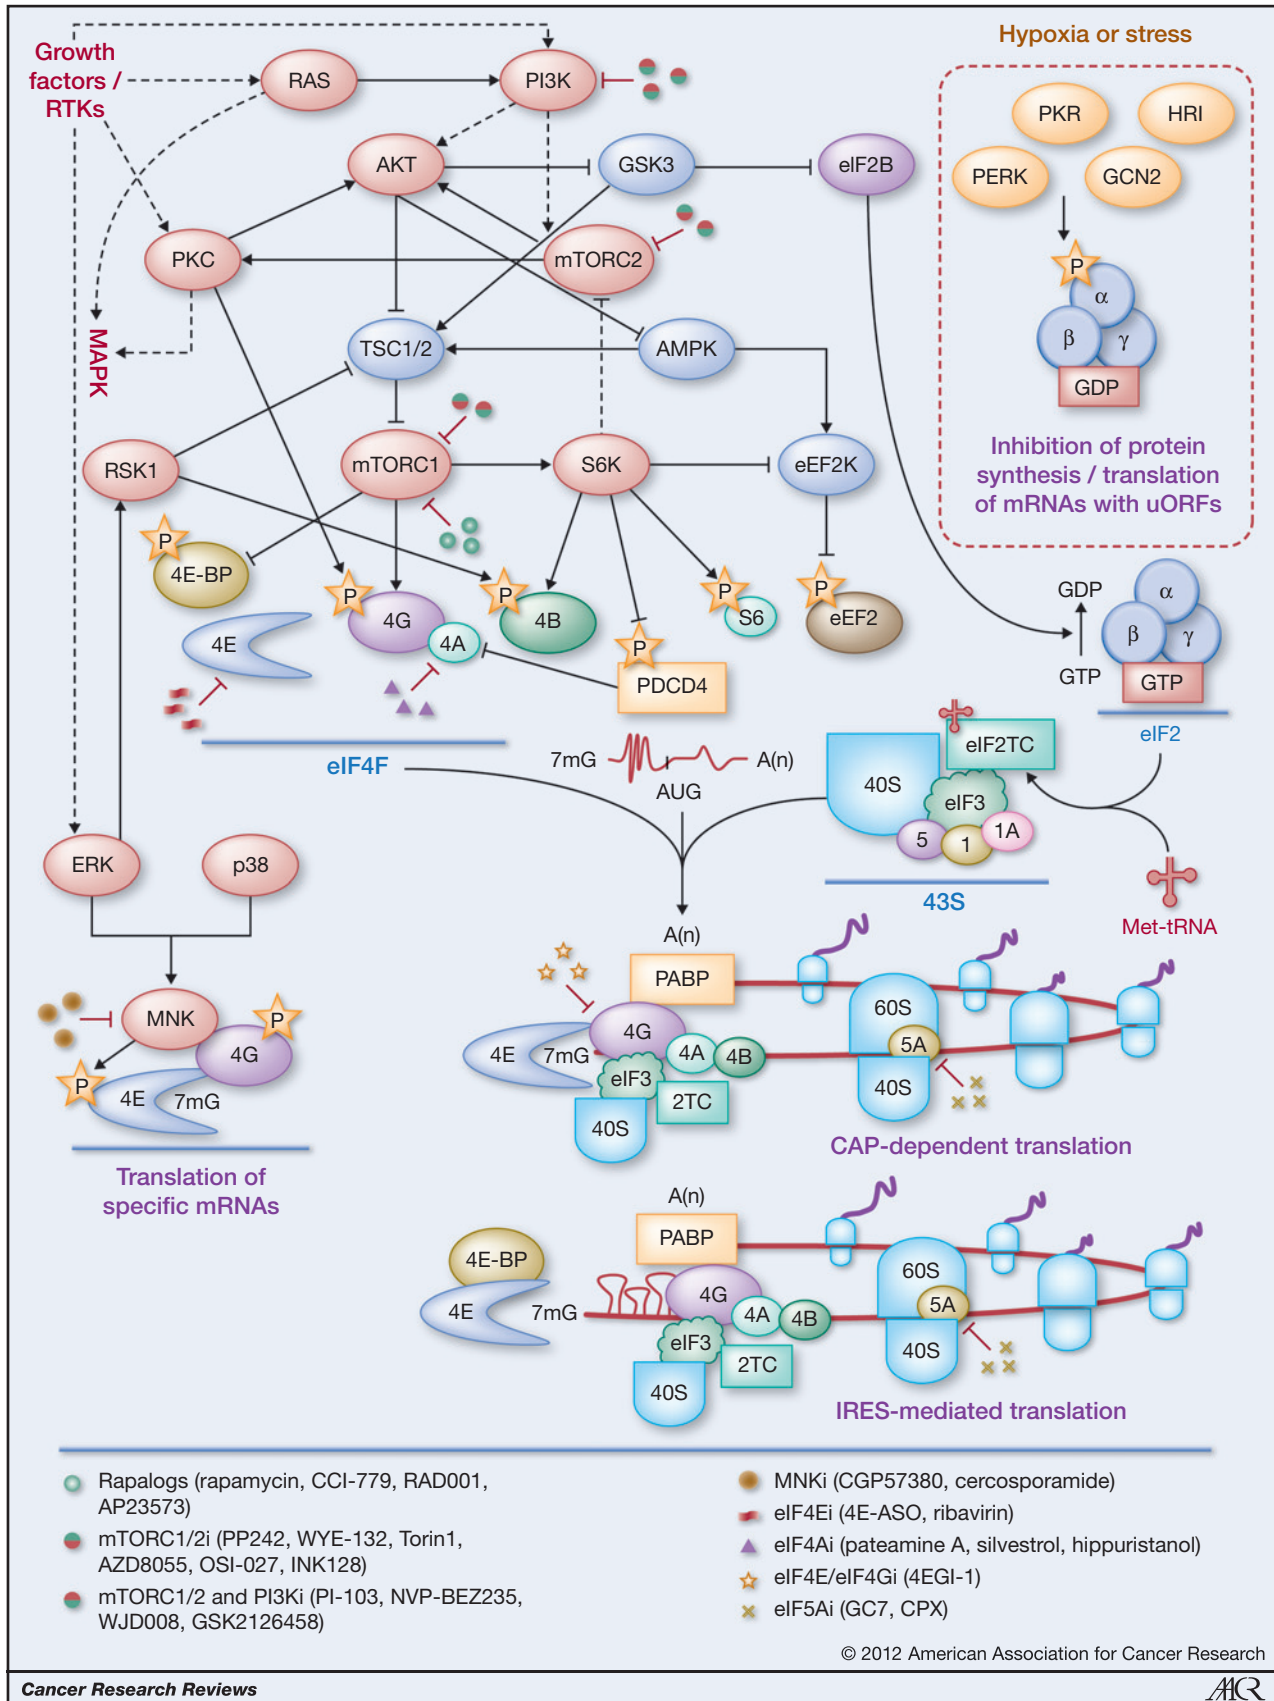 Growth
factors /
RTKs
RAS
PI3K
Hypoxia or stress
PKR
HRI
PERK
GCN2
AKT
GSK3
eIF2B
PKC
mTORC2
P
α
β
γ
GDP
MAPK
TSC1/2
AMPK
Inhibition of protein
synthesis / translation
of mRNAs with uORFs
RSK1
mTORC1
S6K
eEF2K
P
4E-BP
P
4G
4A
P
4B
P
S6
P
eEF2
4E
P
PDCD4
GDP
GTP
α
β
γ
GTP
eIF2
eIF4F
7mG
A(n)
AUG
40S
eIF2TC
eIF3
5
1
1A
43S
Met-tRNA
ERK
p38
MNK
P
4G
P
4E
7mG
Translation of
specific mRNAs
A(n)
PABP
4G
4E
7mG
4A
4B
eIF3
2TC
40S
60S
5A
40S
CAP-dependent translation
A(n)
PABP
4E-BP
4E
7mG
4G
4A
4B
eIF3
2TC
40S
60S
5A
40S
IRES-mediated translation
Rapalogs (rapamycin, CCI-779, RAD001,
AP23573)
mTORC1/2i (PP242, WYE-132, Torin1,
AZD8055, OSI-027, INK128)
mTORC1/2 and PI3Ki (PI-103, NVP-BEZ235,
WJD008, GSK2126458)
MNKi (CGP57380, cercosporamide)
eIF4Ei (4E-ASO, ribavirin)
eIF4Ai (pateamine A, silvestrol, hippuristanol)
eIF4E/eIF4Gi (4EGI-1)
eIF5Ai (GC7, CPX)
© 2012 American Association for Cancer Research
Cancer Research Reviews
AACR